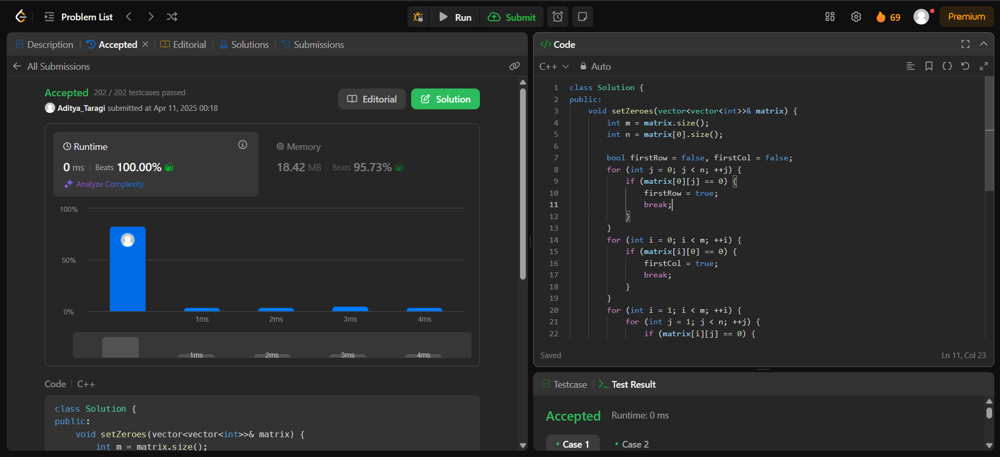 Problem List
Run
Submit
69
Premium
Description
Accepted
Editorial
Solutions
Submissions
All Submissions
Accepted 202 / 202 testcases passed
Aditya_Taragi submitted at Apr 11, 2025 00:18
Editorial
Solution
Runtime
0 ms Beats 100.00%
Analyze Complexity
Memory
18.42 MB Beats 95.73%
100%
50%
0%
1ms 2ms 3ms 4ms
1ms 2ms 3ms 4ms
Code C++
class Solution {
public:
    void setZeroes(vector<vector<int>>& matrix) {
        int m = matrix.size();
</> Code
C++
Auto
1 class Solution {
2 public:
3     void setZeroes(vector<vector<int>>& matrix) {
4         int m = matrix.size();
5         int n = matrix[0].size();
6
7         bool firstRow = false, firstCol = false;
8         for (int j = 0; j < n; ++j) {
9             if (matrix[0][j] == 0) {
10                 firstRow = true;
11                 break;
12             }
13         }
14         for (int i = 0; i < m; ++i) {
15             if (matrix[i][0] == 0) {
16                 firstCol = true;
17                 break;
18             }
19         }
20         for (int i = 1; i < m; ++i) {
21             for (int j = 1; j < n; ++j) {
22                 if (matrix[i][j] == 0) {
Saved
Ln 11, Col 23
Testcase
Test Result
Accepted Runtime: 0 ms
• Case 1
• Case 2